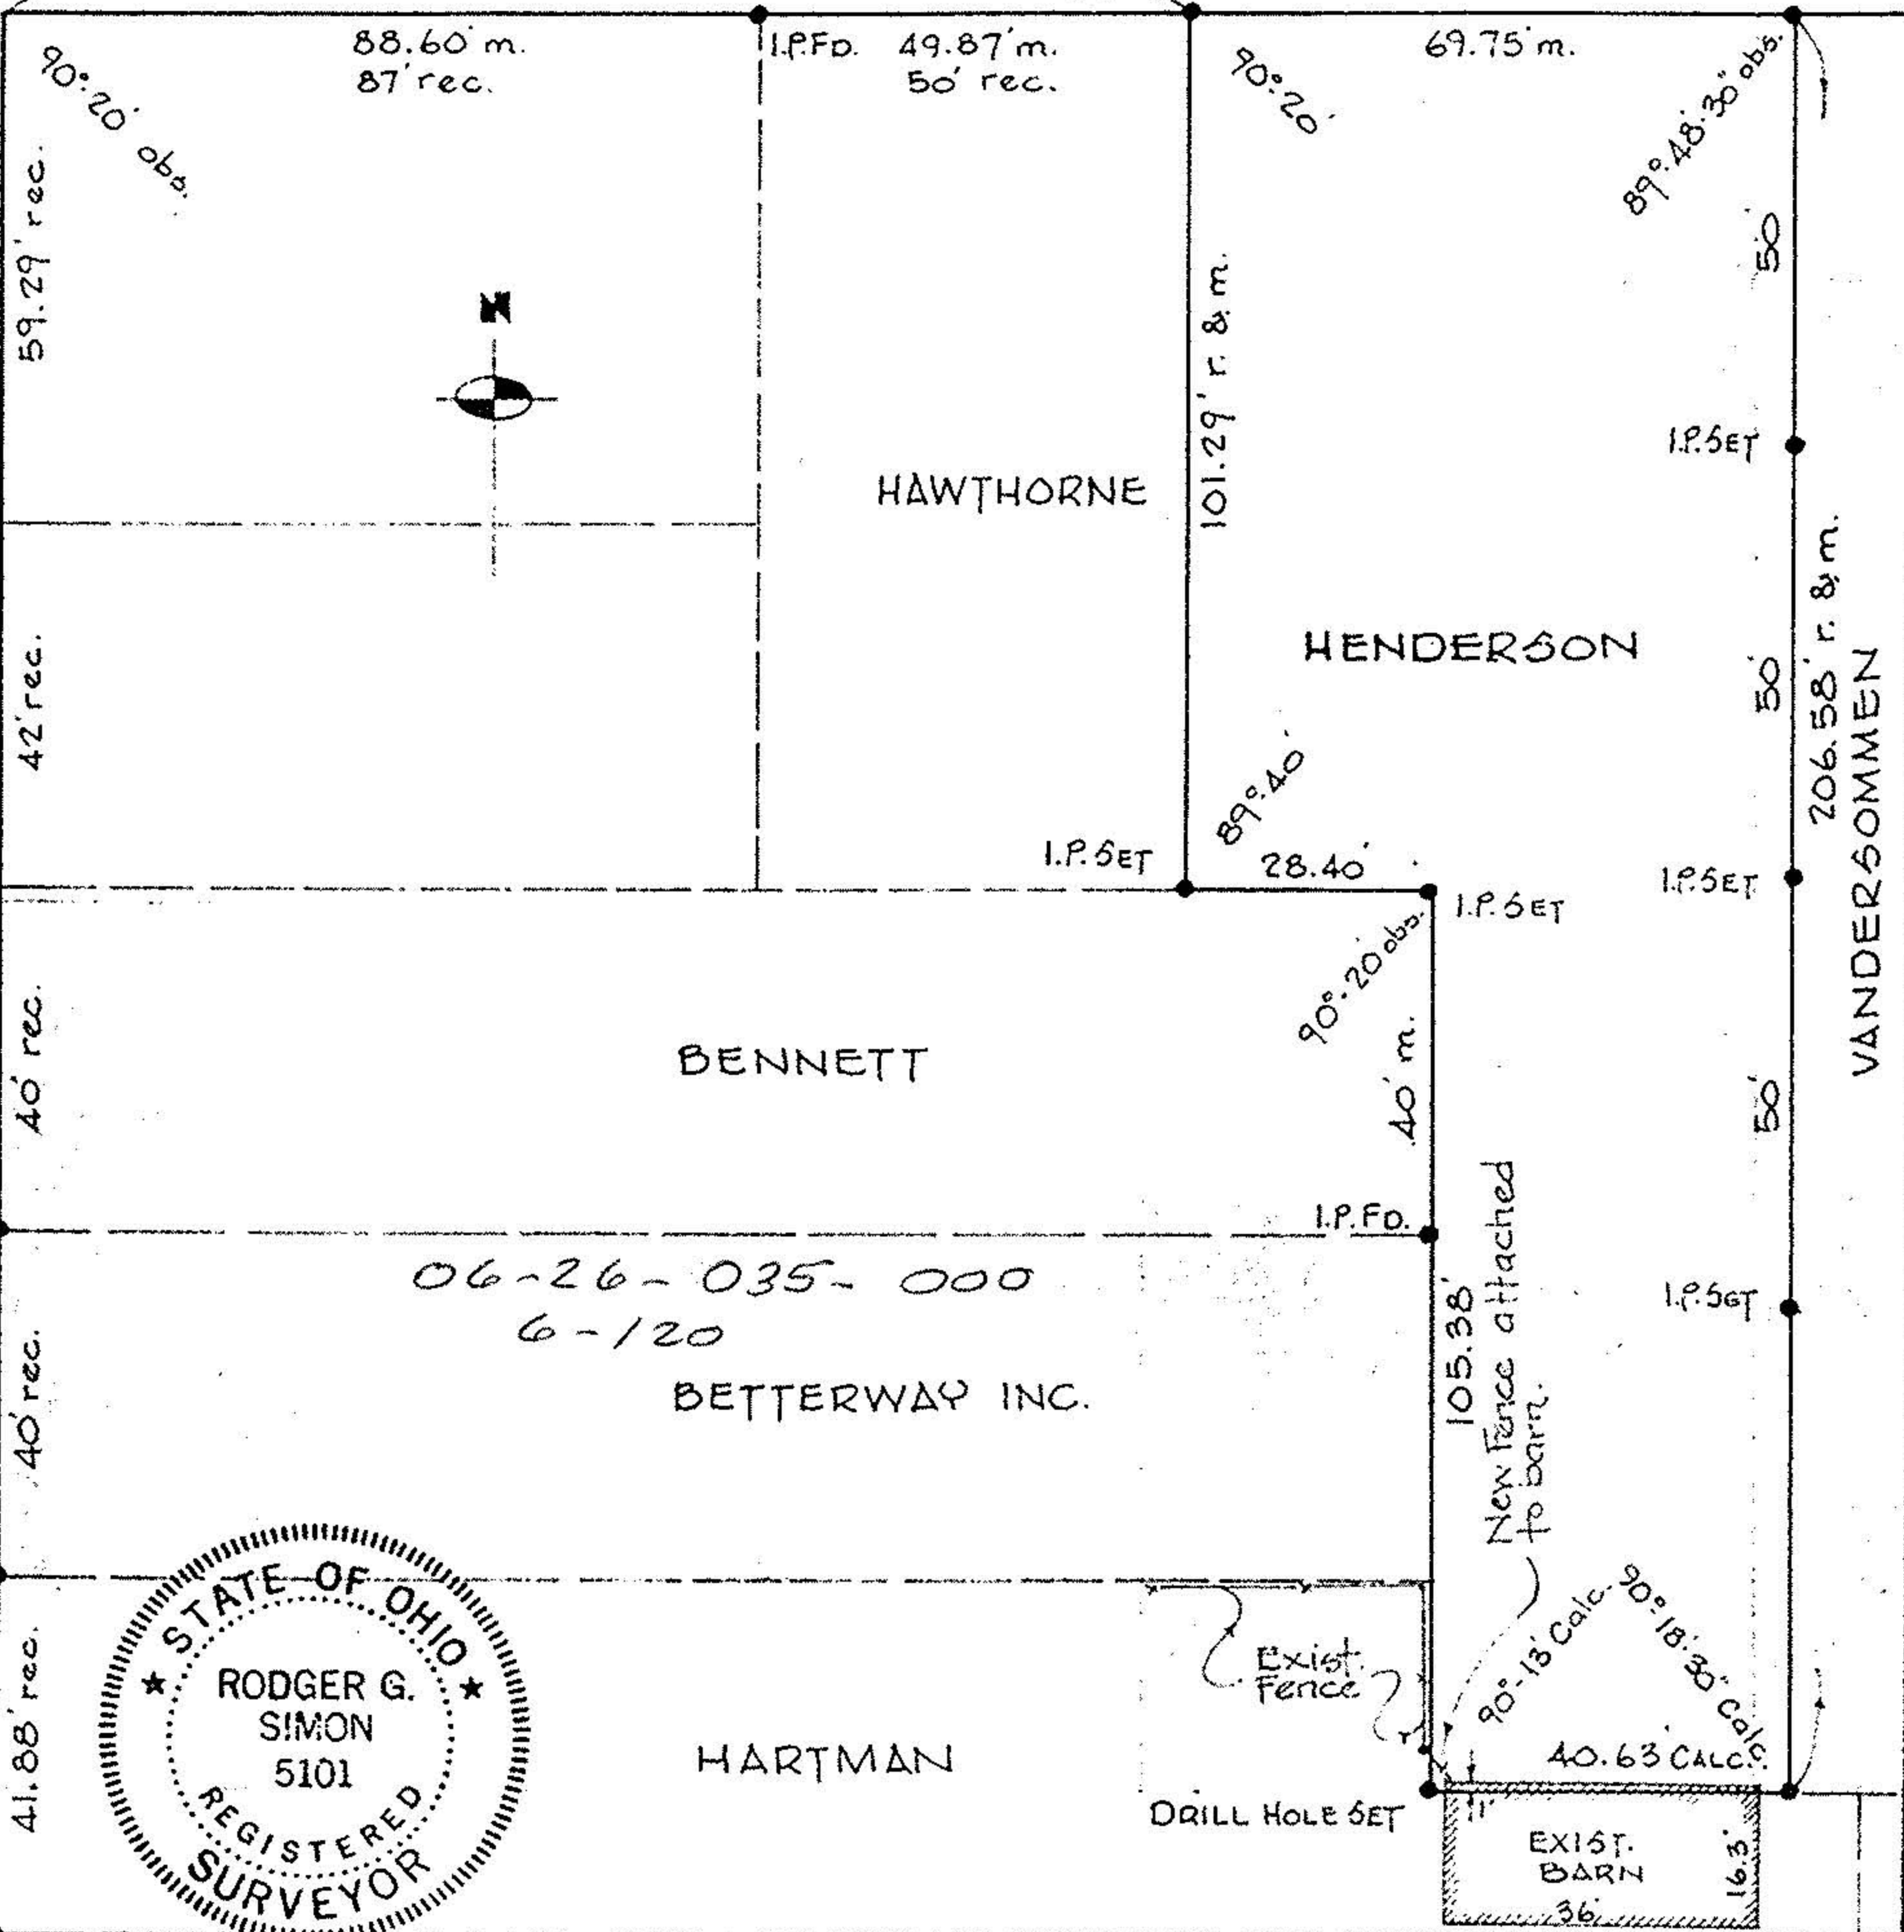 88.60' m.
87' rec.
I.P.FD.
49.87' m.
50' rec.
69.75' m.
90°-20' obs.
90°-20'
89°-48'-30" obs.
59.29' rec.
50'
N
101.29' r. & m.
I.P. SET
HAWTHORNE
206.58' r. & m.
42' rec.
HENDERSON
50'
VANDERSOMMEN
89°-40'
I.P. SET
28.40'
I.P. SET
I.P. SET
90°-20' obs.
40' rec.
BENNETT
40' m.
50'
I.P. FD.
06-26-035-000
6-120
105.38'
New Fence attached
to barn.
I.P. SET
40' rec.
BETTERWAY INC.
STATE OF OHIO
RODGER G.
SIMON
5101
REGISTERED
SURVEYOR
41.88' rec.
Exist.
Fence
90°-13' Calc.
90°-18'-30" Calc.
HARTMAN
40.63' CALC.
DRILL HOLE SET
1'
EXIST.
BARN
16.3'
36'